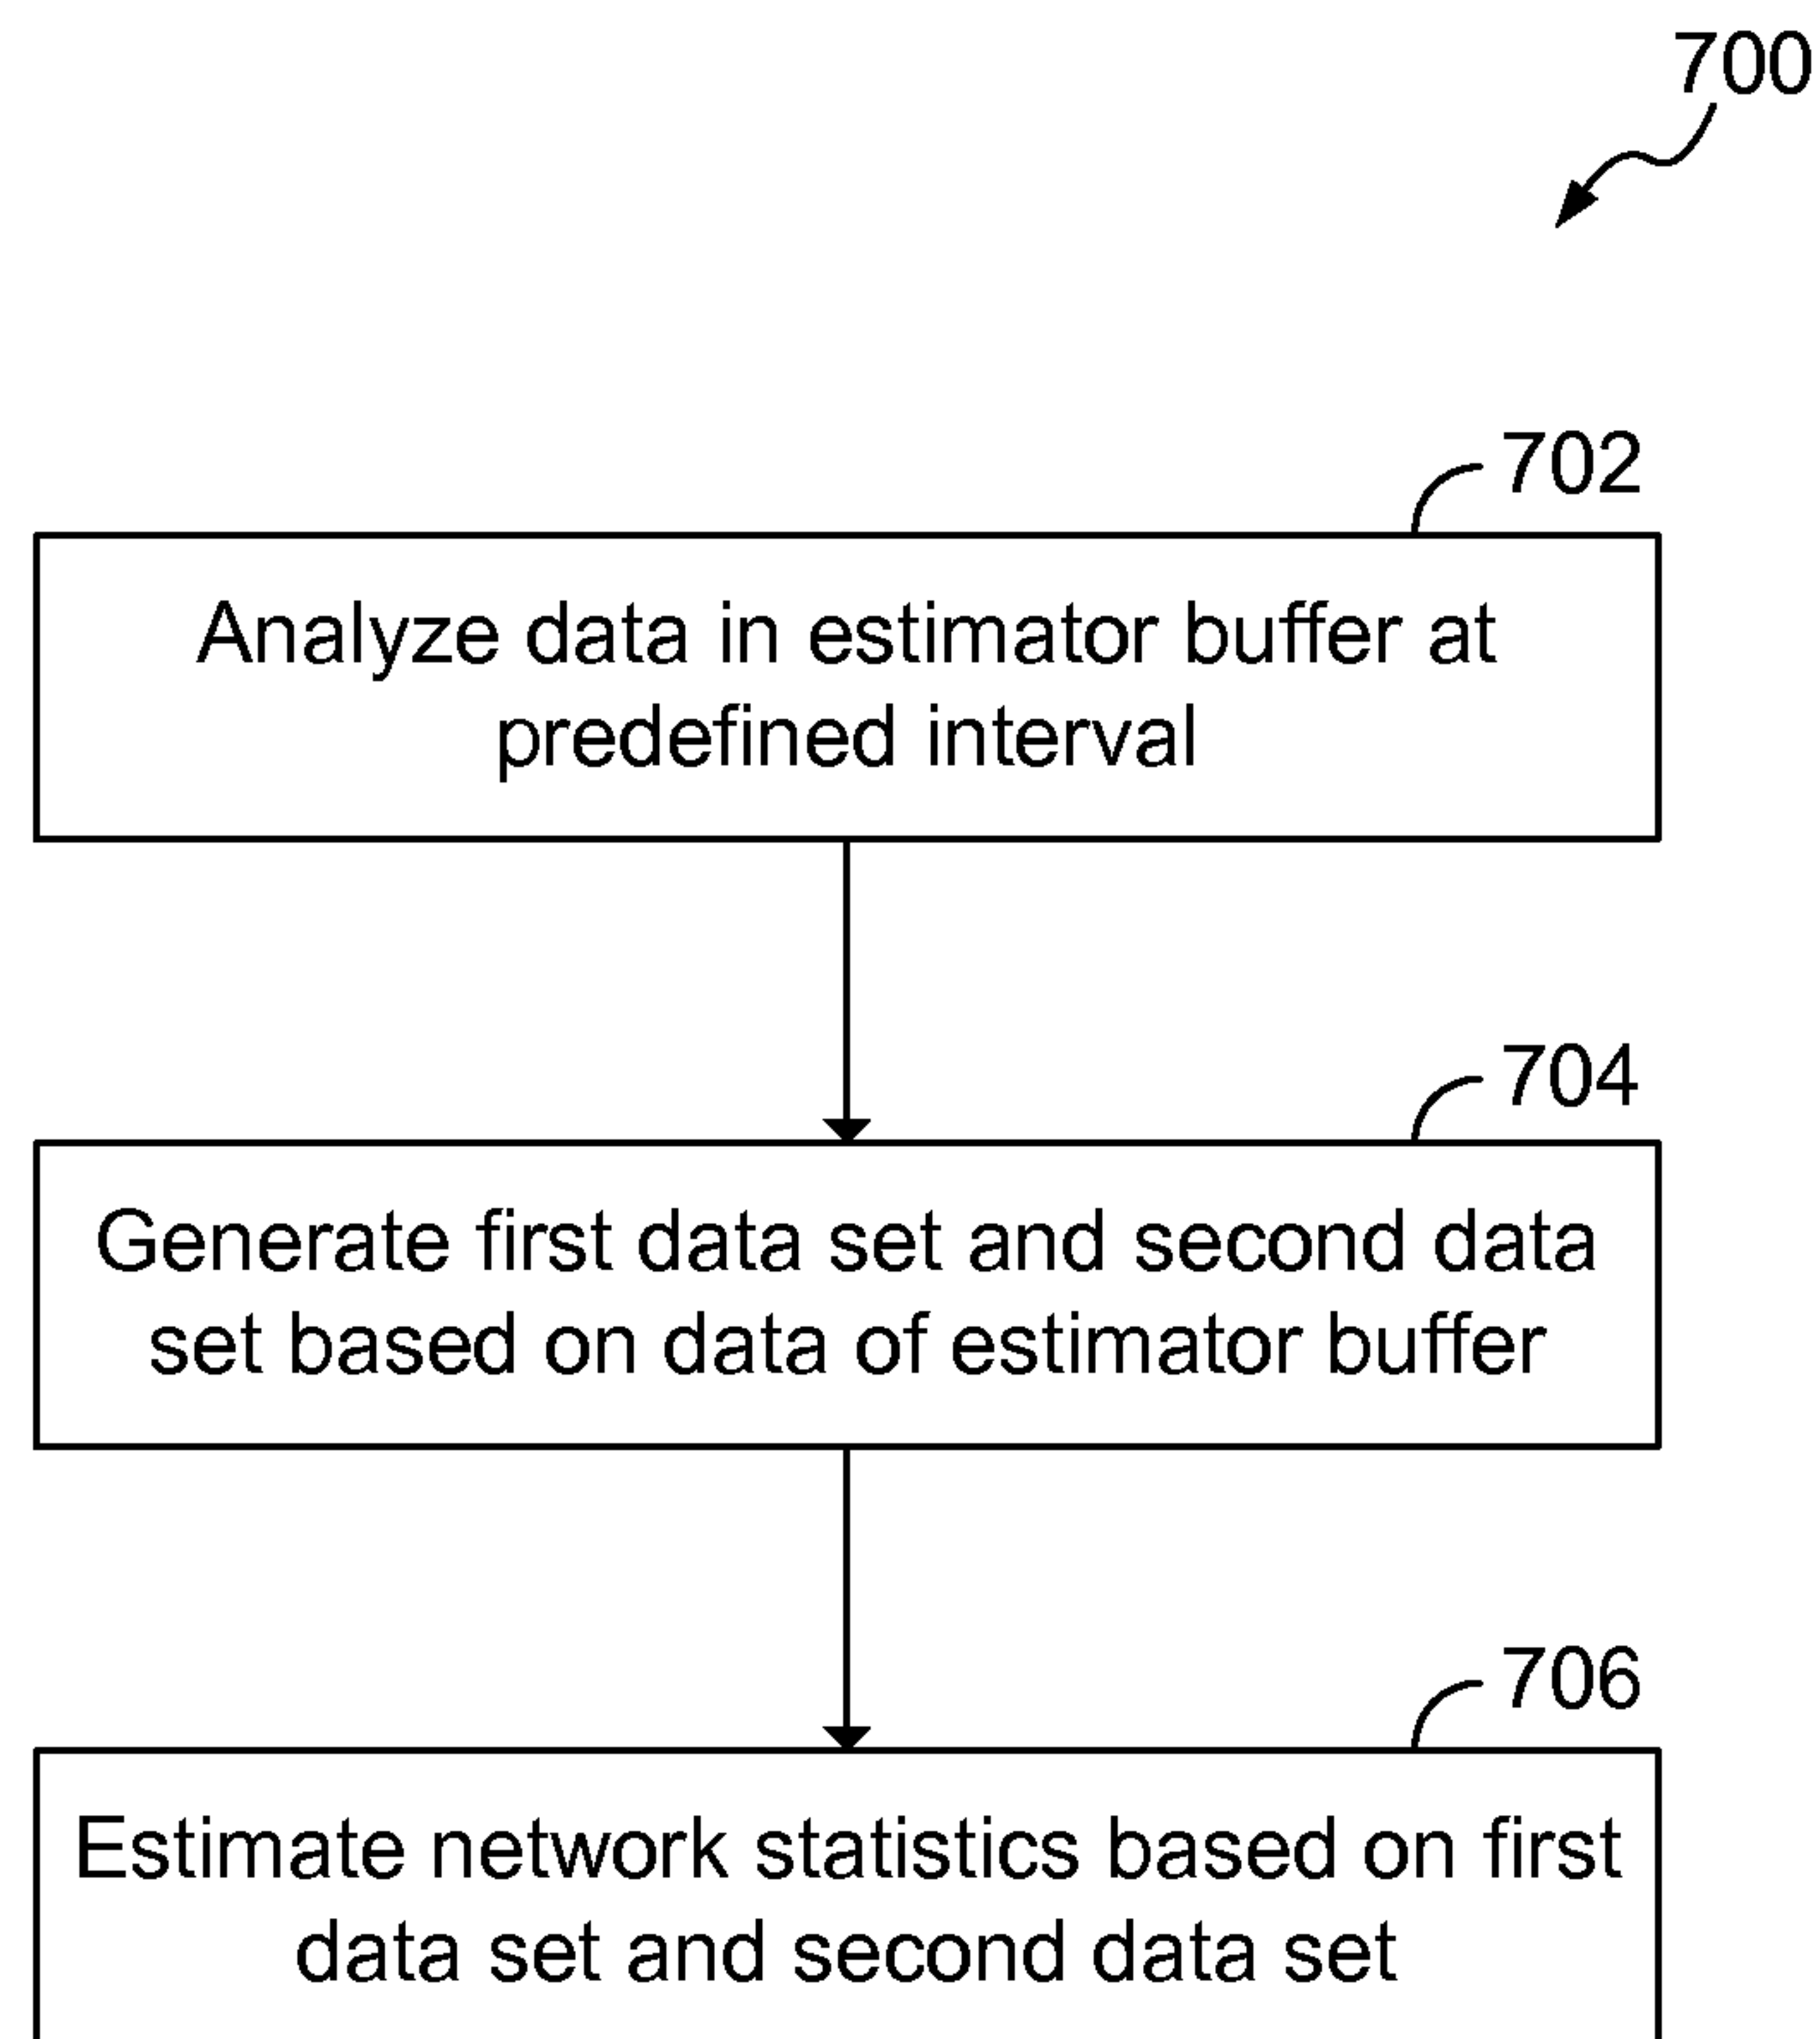 700
702
Analyze data in estimator buffer at
predefined interval
704
Generate first data set and second data
set based on data of estimator buffer
706
Estimate network statistics based on first
data set and second data set